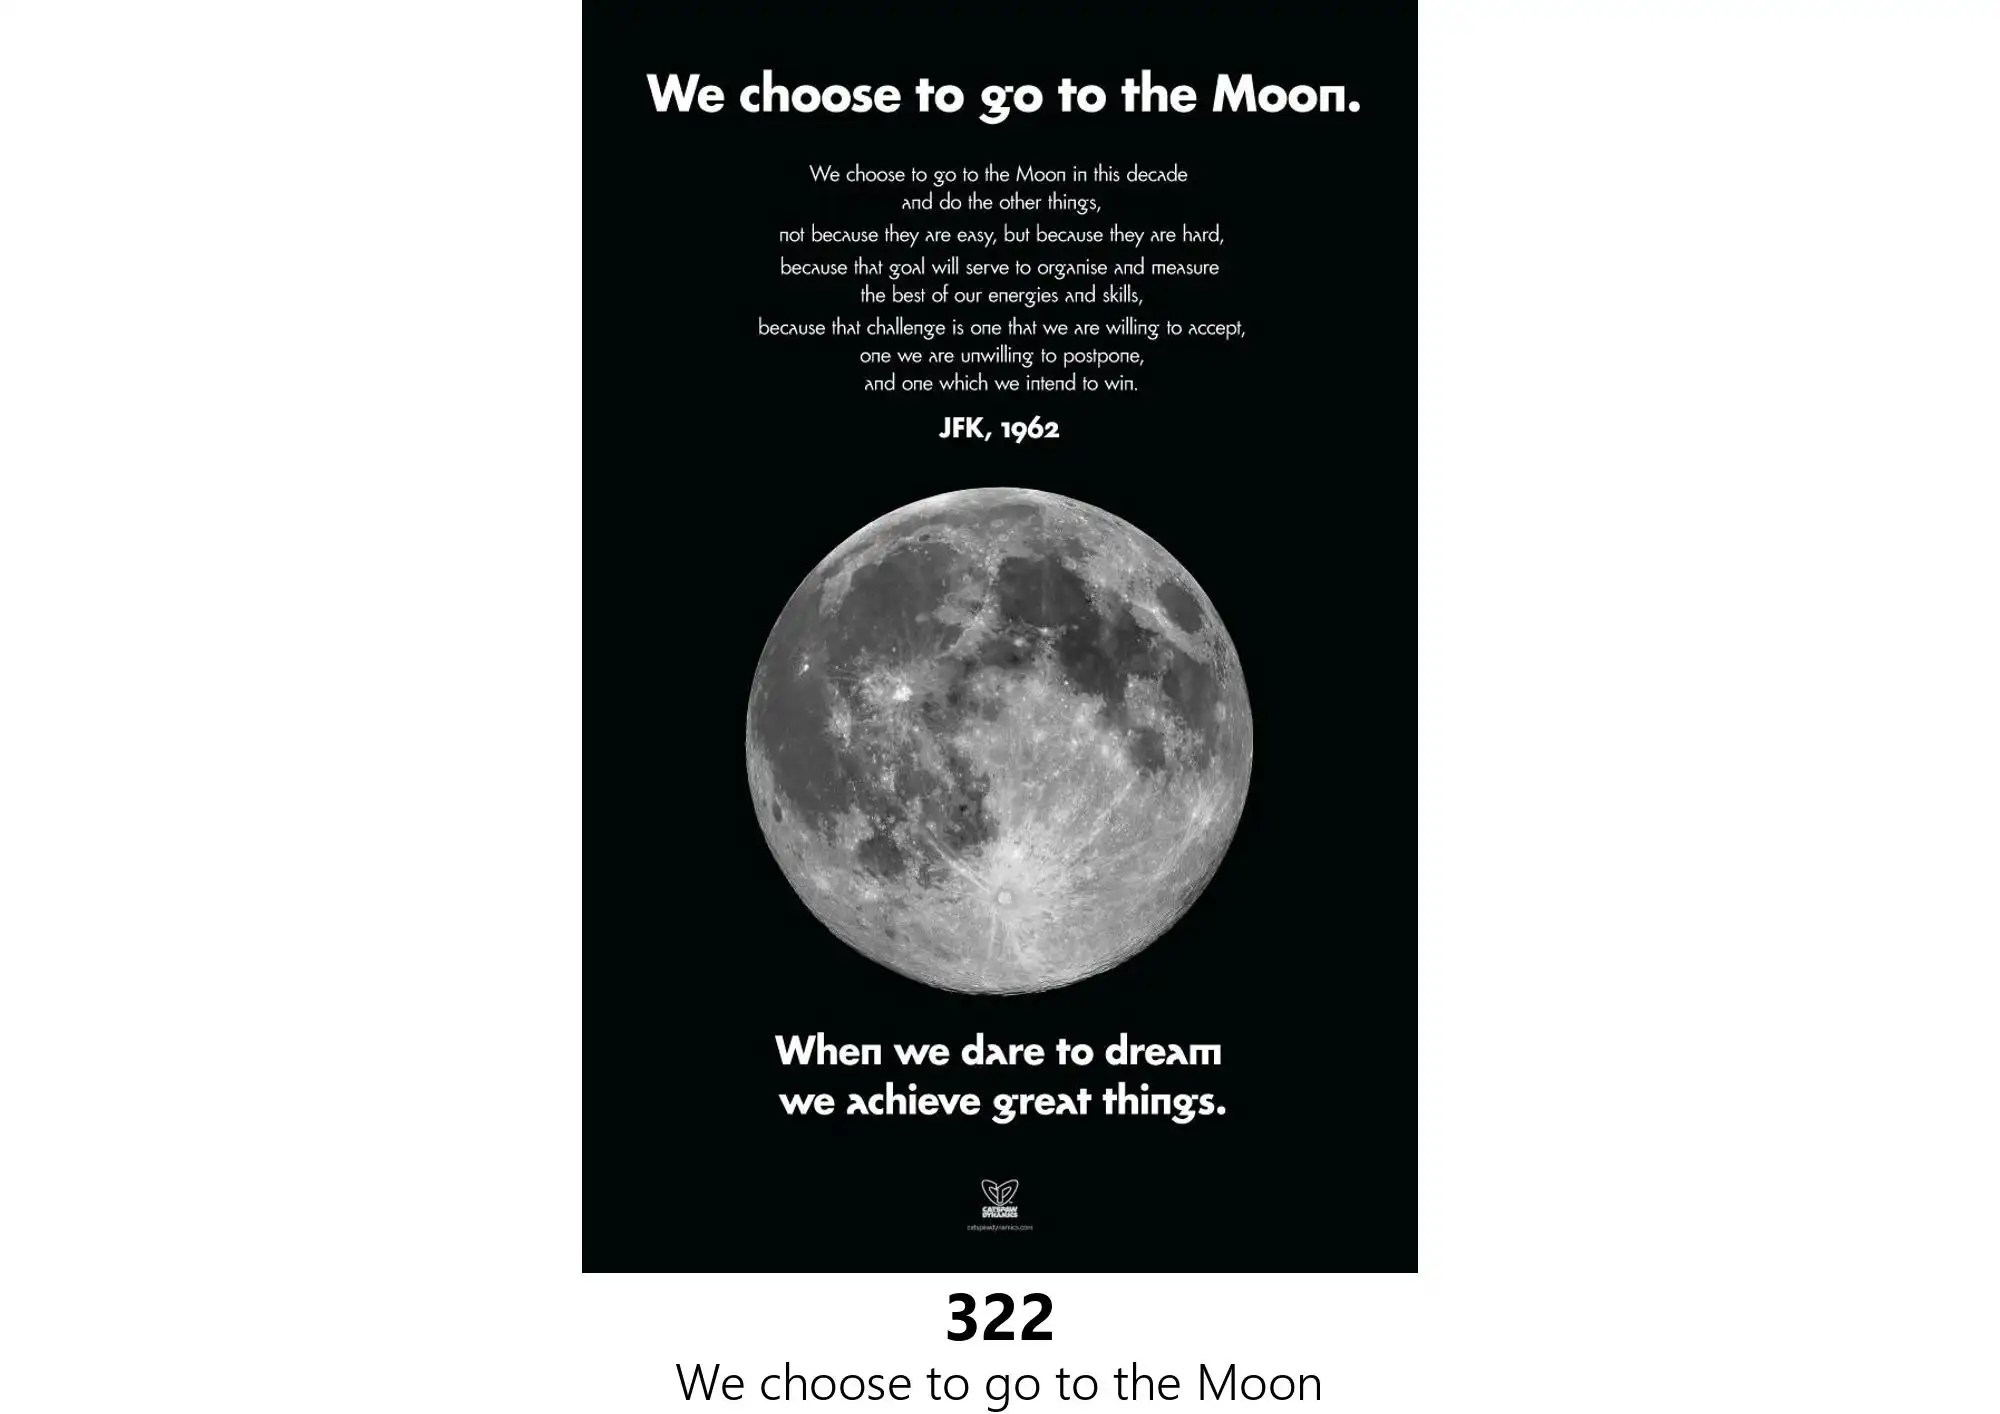 We choose to go to the Moon.
We choose to go to the Moon in this decade
and do the other things,
not because they are easy, but because they are hard,
because that goal will serve to organise and measure
the best of our energies and skills,
because that challenge is one that we are willing to accept,
one we are unwilling to postpone,
and one which we intend to win.
JFK, 1962
When we dare to dream
we achieve great things.
CATSPAW
DYNAMICS
catspawdynamics.com
322
We choose to go to the Moon